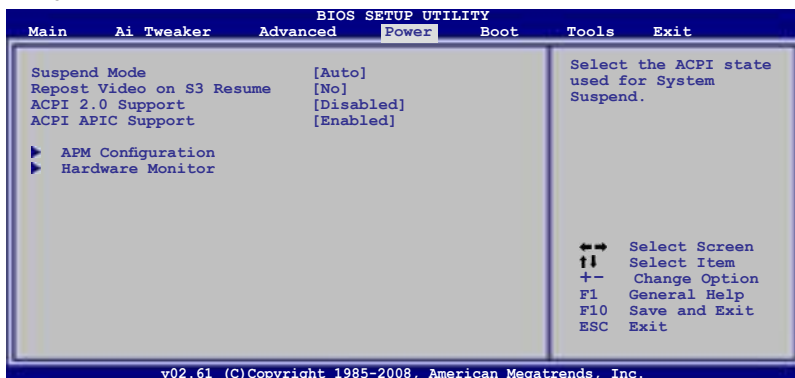 BIOS SETUP UTILITY
Main Ai Tweaker Advanced Power Boot Tools Exit
Suspend Mode [Auto]
Repost Video on S3 Resume [No]
ACPI 2.0 Support [Disabled]
ACPI APIC Support [Enabled]
APM Configuration
Hardware Monitor
Select the ACPI state
used for System
Suspend.
←→ Select Screen
↑↓ Select Item
+- Change Option
F1 General Help
F10 Save and Exit
ESC Exit
v02.61 (C)Copyright 1985-2008, American Megatrends, Inc.